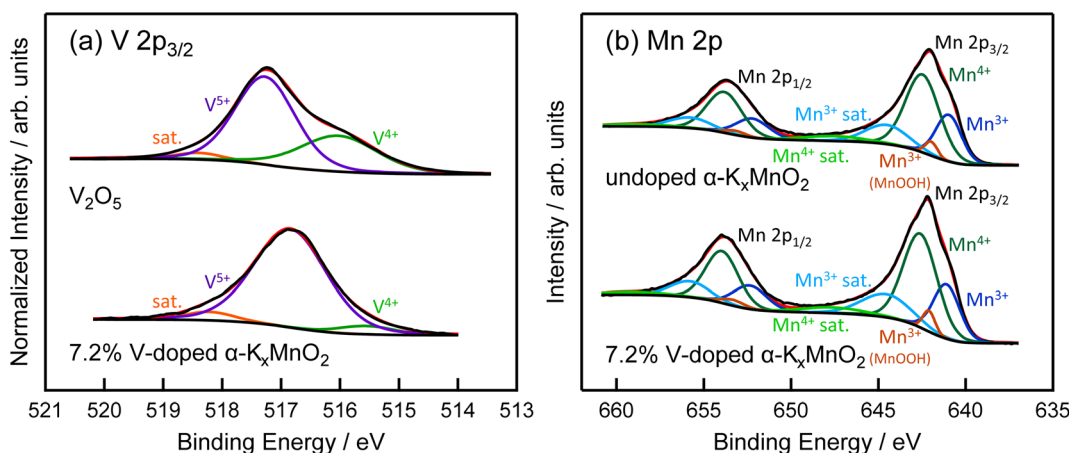 (a) V 2p₃/₂
Normalized Intensity / arb. units
V⁵⁺
sat.
V⁴⁺
V₂O₅
V⁵⁺
sat.
V⁴⁺
7.2% V-doped α-KₓMnO₂
521 520 519 518 517 516 515 514 513
Binding Energy / eV
(b) Mn 2p
Intensity / arb. units
Mn 2p₃/₂
Mn 2p₁/₂
Mn⁴⁺
Mn³⁺ sat.
Mn³⁺
Mn⁴⁺ sat.
Mn³⁺
(MnOOH)
undoped α-KₓMnO₂
Mn 2p₃/₂
Mn 2p₁/₂
Mn⁴⁺
Mn³⁺ sat.
Mn³⁺
Mn⁴⁺ sat.
Mn³⁺
(MnOOH)
7.2% V-doped α-KₓMnO₂
660 655 650 645 640 635
Binding Energy / eV